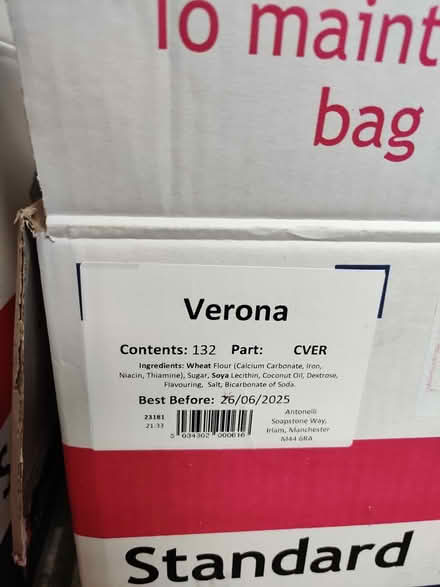 To maint
bag
Verona
Contents: 132 Part: CVER
Ingredients: Wheat Flour (Calcium Carbonate, Iron,
Niacin, Thiamine), Sugar, Soya Lecithin, Coconut Oil, Dextrose,
Flavouring, Salt, Bicarbonate of Soda.
Best Before: 26/06/2025
23181
21:33
5 034302 000616
Antonelli
Soapstone Way,
Irlam, Manchester
M44 6RA
Standard